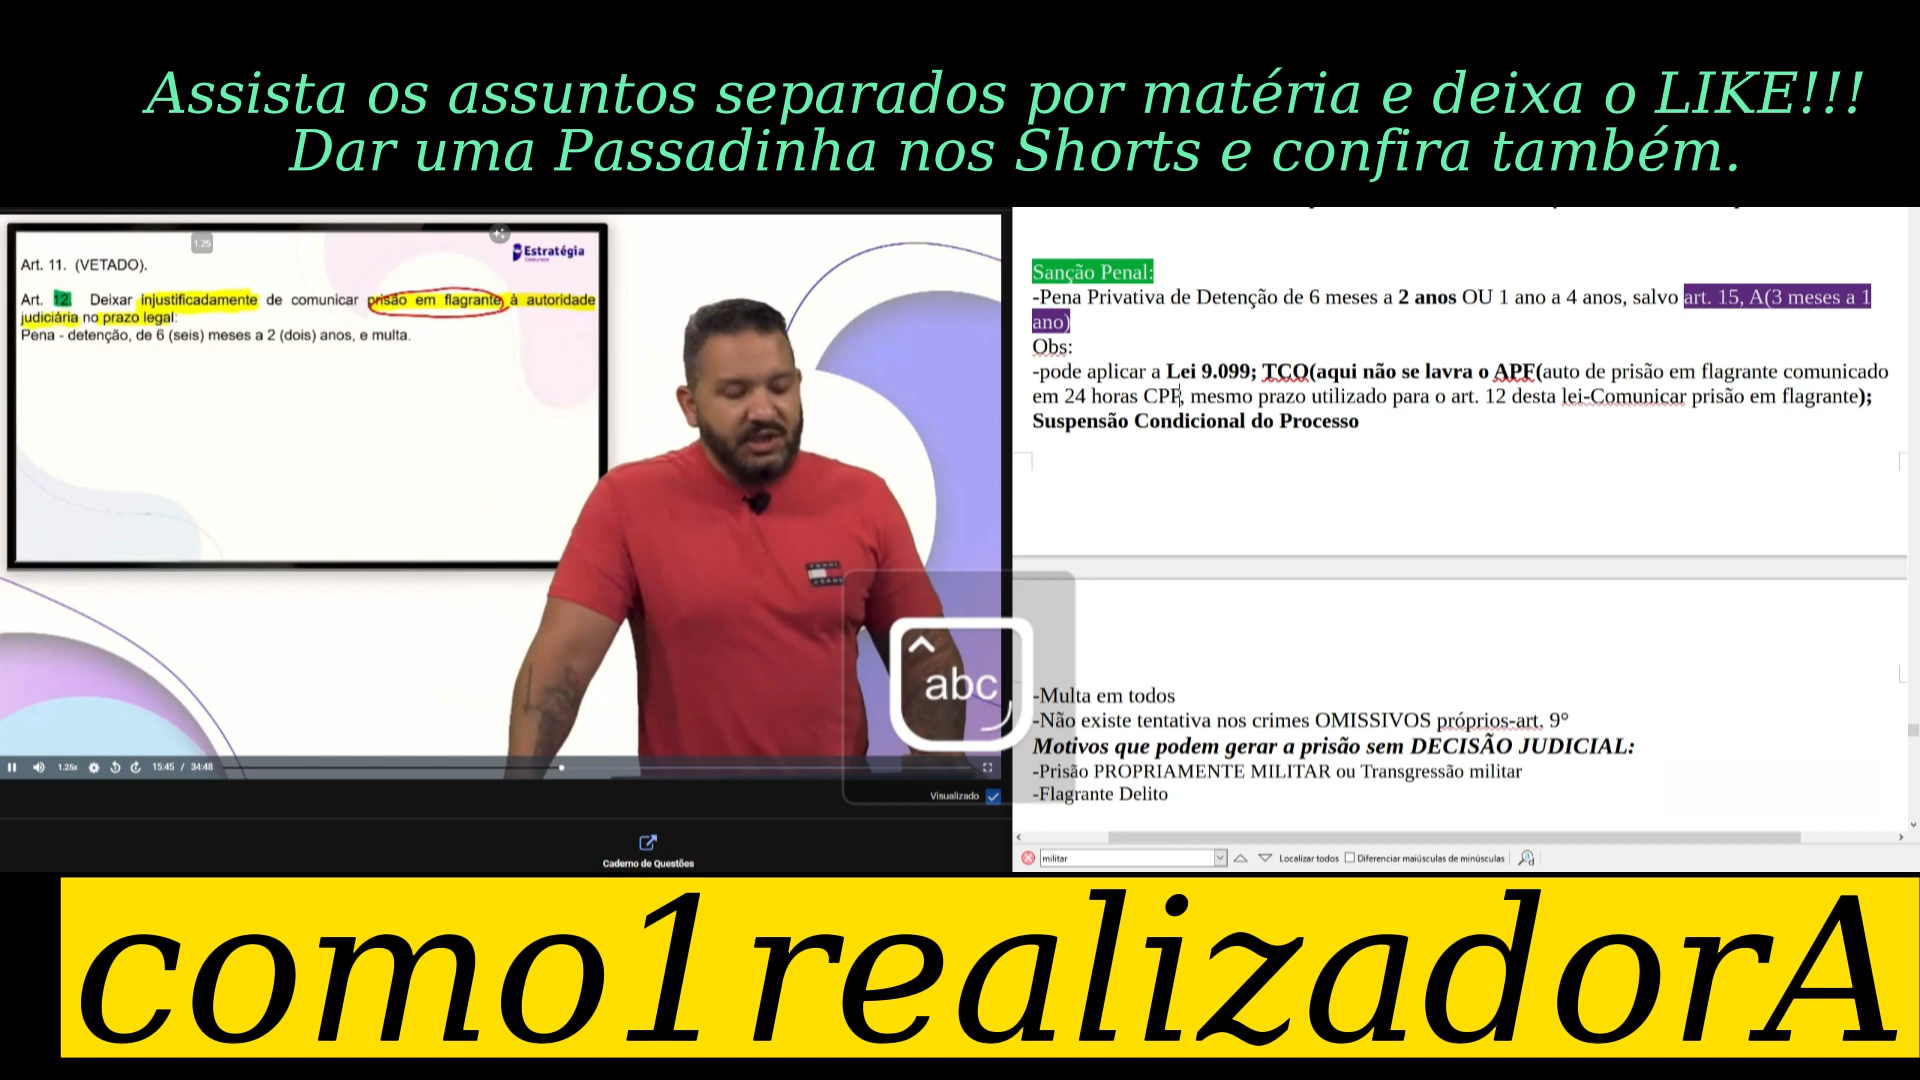 Assista os assuntos separados por matéria e deixa o LIKE!!!
Dar uma Passadinha nos Shorts e confira também.
1.25
Estratégia
Art. 11. (VETADO).
Art. 12. Deixar injustificadamente de comunicar prisão em flagrante à autoridade
judiciária no prazo legal:
Pena - detenção, de 6 (seis) meses a 2 (dois) anos, e multa.
1.25x
15:45 / 34:48
Visualizado
Caderno de Questões
abc
Sanção Penal:
-Pena Privativa de Detenção de 6 meses a 2 anos OU 1 ano a 4 anos, salvo art. 15, A(3 meses a 1
ano)
Obs:
-pode aplicar a Lei 9.099; TCO(aqui não se lavra o APF(auto de prisão em flagrante comunicado
em 24 horas CPP, mesmo prazo utilizado para o art. 12 desta lei-Comunicar prisão em flagrante);
Suspensão Condicional do Processo
-Multa em todos
-Não existe tentativa nos crimes OMISSIVOS próprios-art. 9°
Motivos que podem gerar a prisão sem DECISÃO JUDICIAL:
-Prisão PROPRIAMENTE MILITAR ou Transgressão militar
-Flagrante Delito
militar
Localizar todos
Diferenciar maiúsculas de minúsculas
como1realizadorA